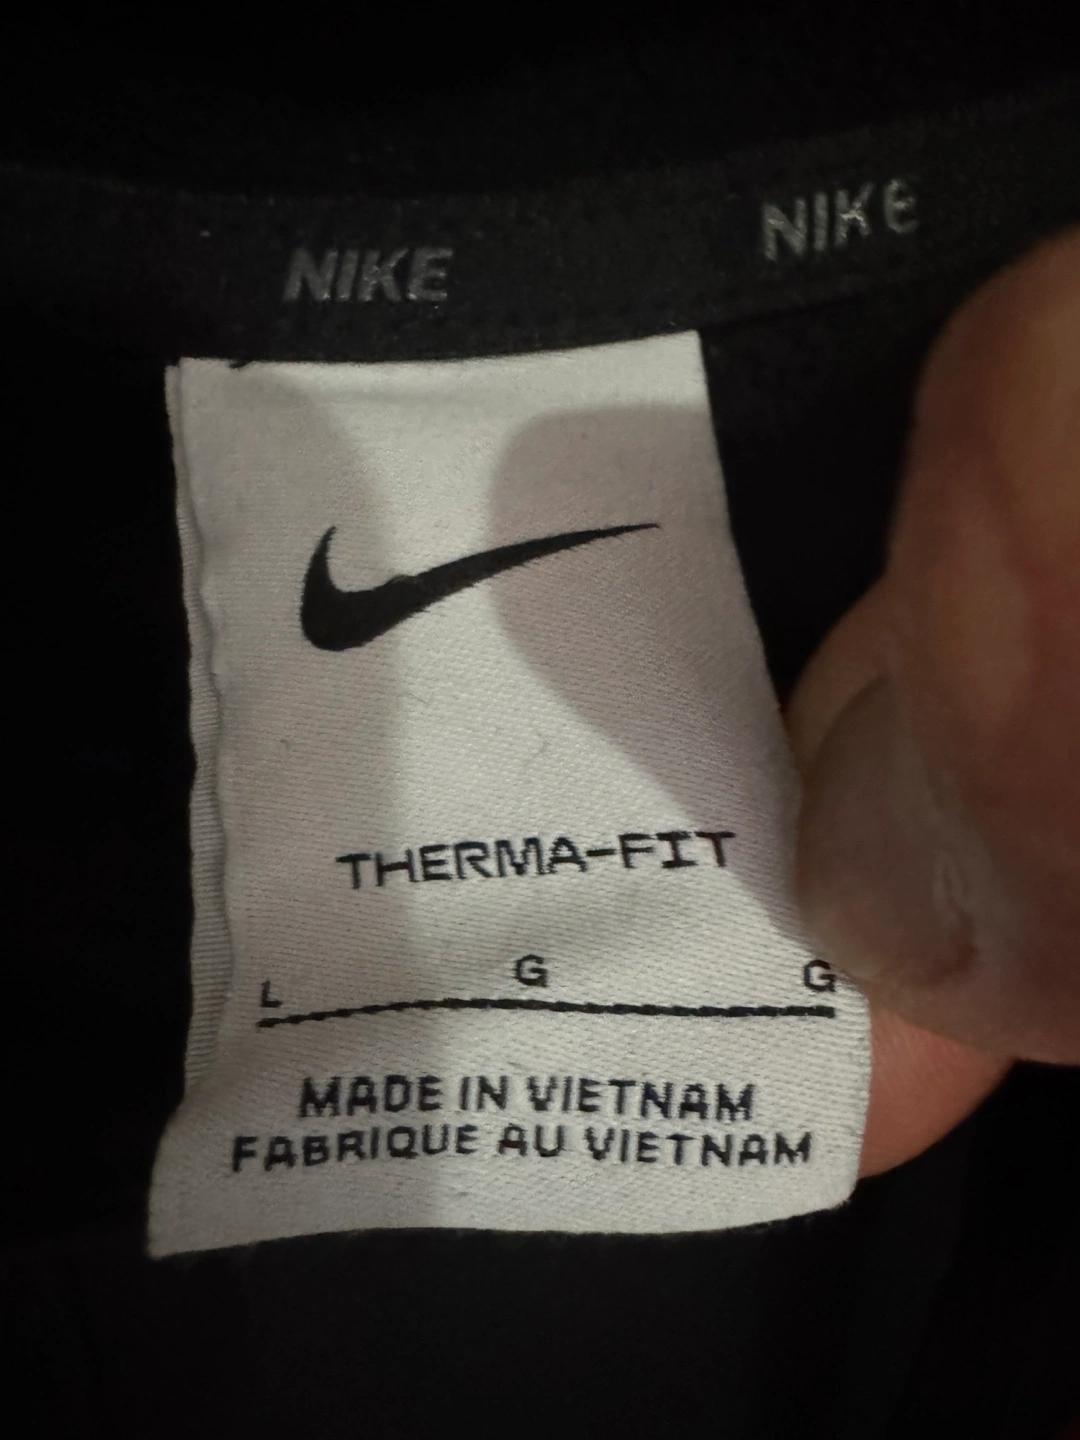 NIKE NIKE
THERMA-FIT
L G G
MADE IN VIETNAM
FABRIQUE AU VIETNAM